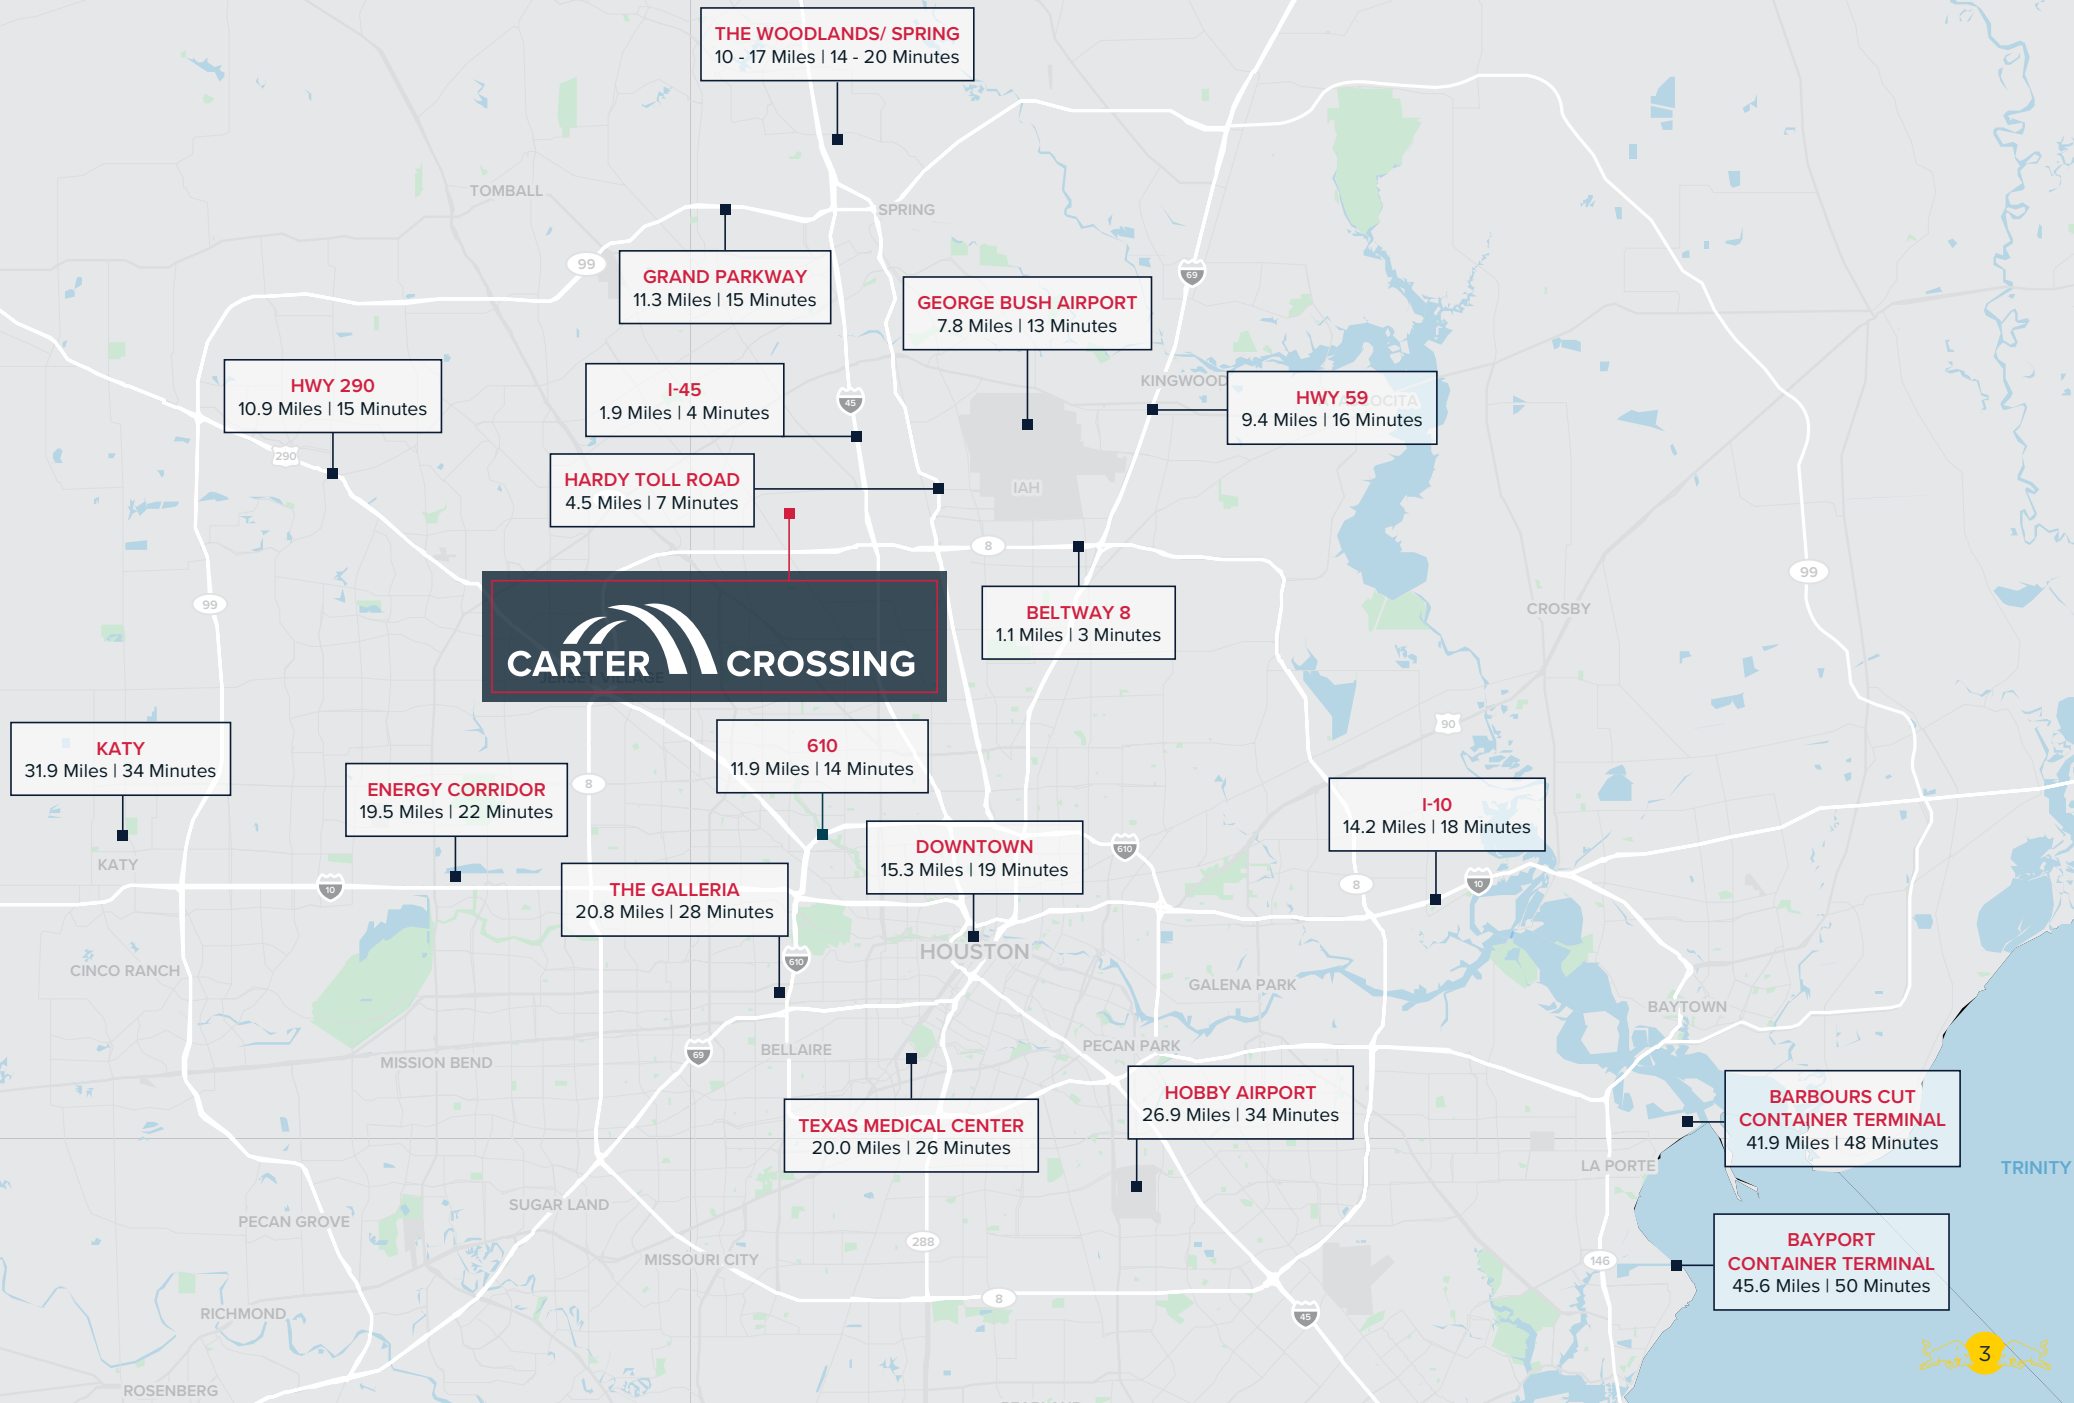 THE WOODLANDS/ SPRING
10 - 17 Miles | 14 - 20 Minutes
TOMBALL
SPRING
99
GRAND PARKWAY
11.3 Miles | 15 Minutes
69
GEORGE BUSH AIRPORT
7.8 Miles | 13 Minutes
HWY 290
10.9 Miles | 15 Minutes
I-45
1.9 Miles | 4 Minutes
45
KINGWOOD
HWY 59
9.4 Miles | 16 Minutes
290
HARDY TOLL ROAD
4.5 Miles | 7 Minutes
IAH
8
99
99
BELTWAY 8
1.1 Miles | 3 Minutes
CROSBY
CARTER CROSSING
JERSEY VILLAGE
90
KATY
31.9 Miles | 34 Minutes
610
11.9 Miles | 14 Minutes
ENERGY CORRIDOR
19.5 Miles | 22 Minutes
8
I-10
14.2 Miles | 18 Minutes
DOWNTOWN
15.3 Miles | 19 Minutes
610
KATY
10
THE GALLERIA
20.8 Miles | 28 Minutes
8
10
HOUSTON
610
CINCO RANCH
GALENA PARK
BAYTOWN
MISSION BEND
69
BELLAIRE
PECAN PARK
TEXAS MEDICAL CENTER
20.0 Miles | 26 Minutes
HOBBY AIRPORT
26.9 Miles | 34 Minutes
BARBOURS CUT
CONTAINER TERMINAL
41.9 Miles | 48 Minutes
LA PORTE
TRINITY
SUGAR LAND
PECAN GROVE
288
MISSOURI CITY
146
BAYPORT
CONTAINER TERMINAL
45.6 Miles | 50 Minutes
8
45
RICHMOND
3
ROSENBERG